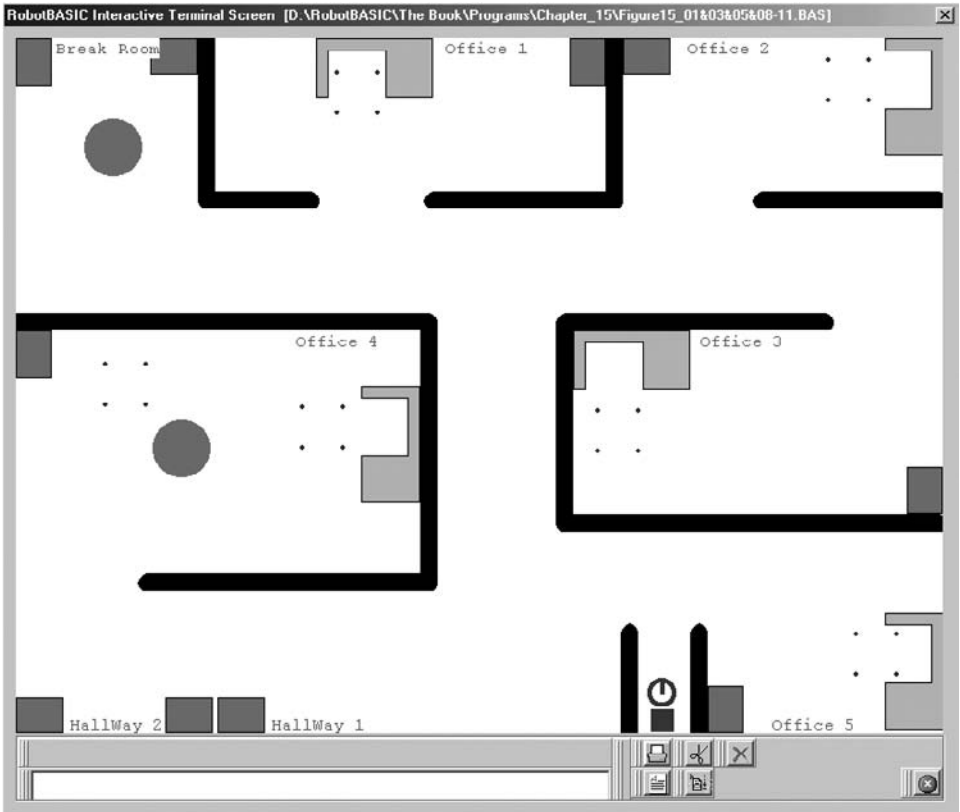 RobotBASIC Interactive Terminal Screen [D:\RobotBASIC\The Book\Programs\Chapter_15\Figure15_01&03&05&08-11.BAS]
Break Room
Office 1
Office 2
Office 4
Office 3
HallWay 2
HallWay 1
Office 5